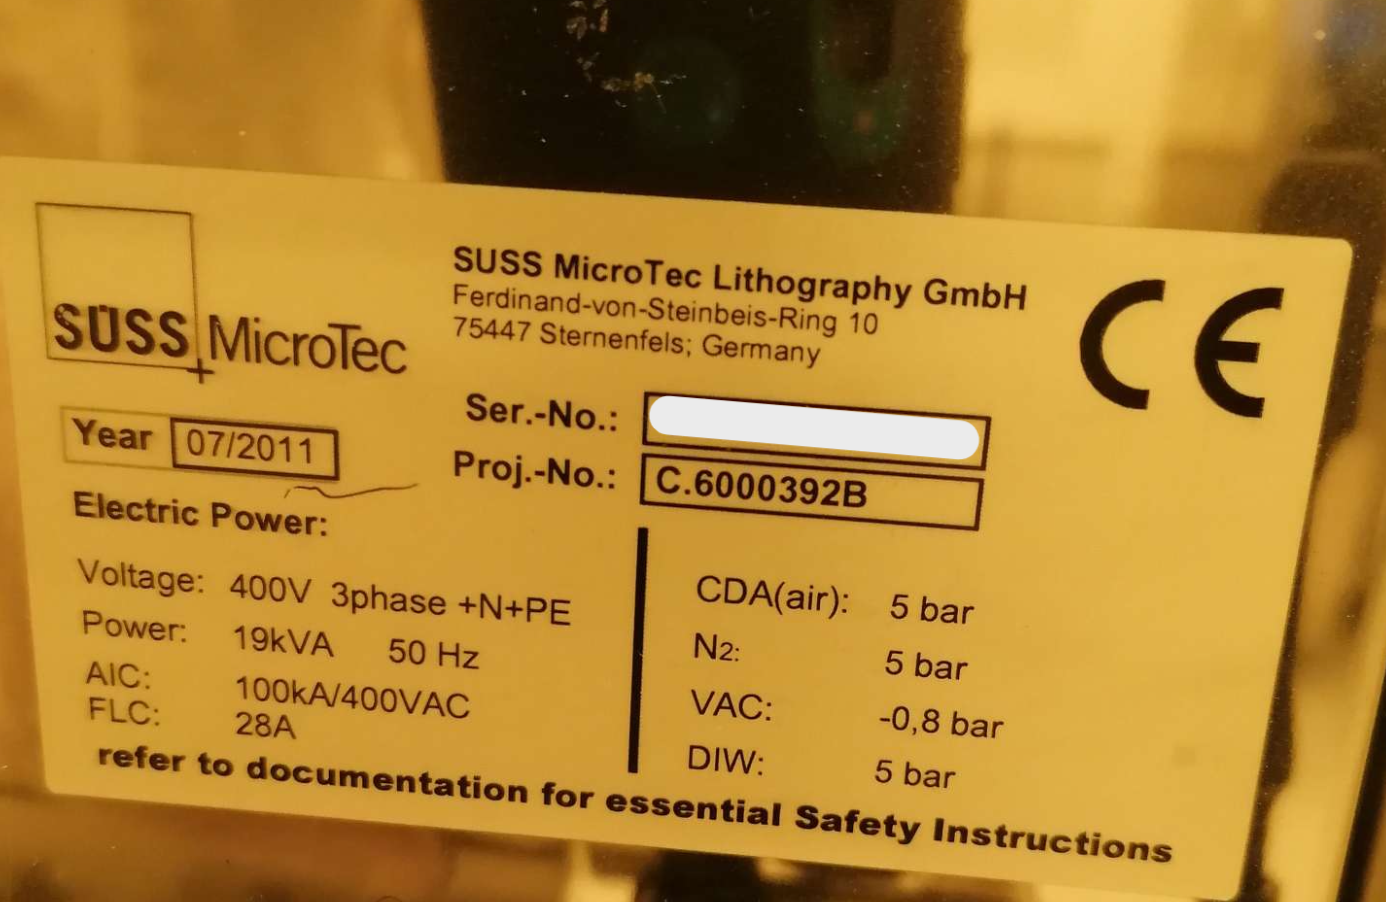 SÜSS MicroTec
SUSS MicroTec Lithography GmbH
Ferdinand-von-Steinbeis-Ring 10
75447 Sternenfels; Germany
CE
Ser.-No.:
Year 07/2011
Proj.-No.: C.6000392B
Electric Power:
Voltage: 400V 3phase +N+PE
Power: 19kVA 50 Hz
AIC: 100kA/400VAC
FLC: 28A
CDA(air): 5 bar
N2: 5 bar
VAC: -0,8 bar
DIW: 5 bar
refer to documentation for essential Safety Instructions